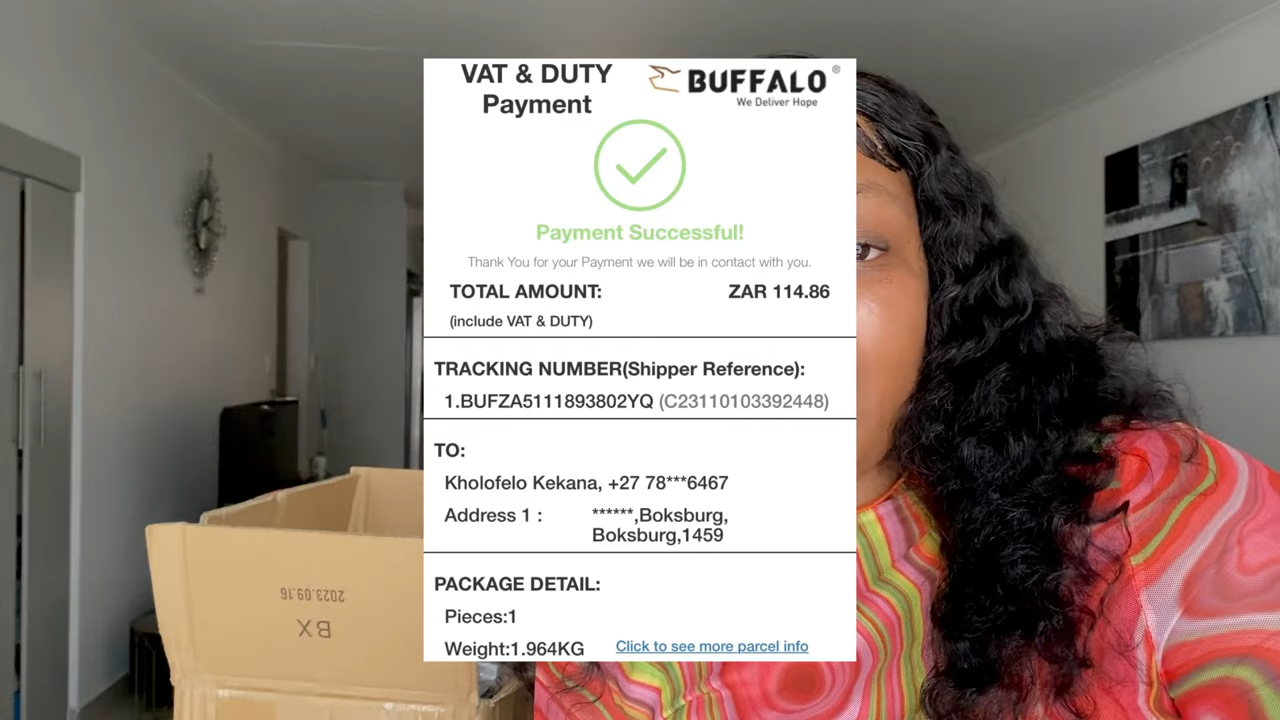 VAT & DUTY
Payment
BUFFALO®
We Deliver Hope
Payment Successful!
Thank You for your Payment we will be in contact with you.
TOTAL AMOUNT: ZAR 114.86
(include VAT & DUTY)
TRACKING NUMBER(Shipper Reference):
1.BUFZA5111893802YQ (C23110103392448)
TO:
Kholofelo Kekana, +27 78***6467
Address 1 : ******,Boksburg,
Boksburg,1459
PACKAGE DETAIL:
Pieces:1
Weight:1.964KG Click to see more parcel info
BX
2023.09.16